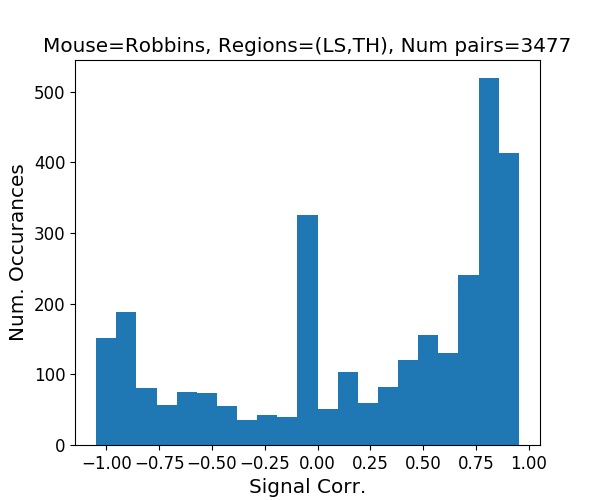 Mouse=Robbins, Regions=(LS,TH), Num pairs=3477
500
400
300
200
100
0
Num. Occurances
−1.00 −0.75 −0.50 −0.25 0.00 0.25 0.50 0.75 1.00
Signal Corr.